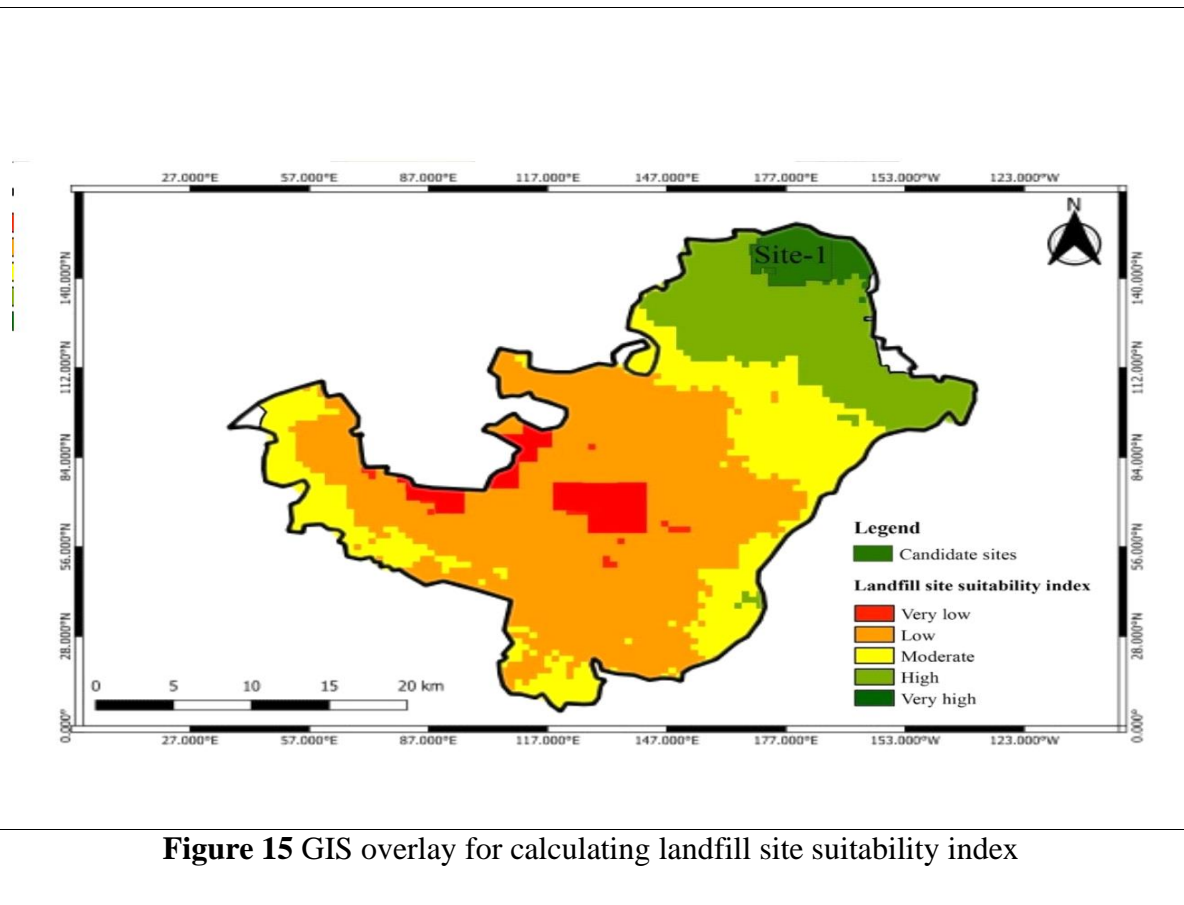 27.000°E 57.000°E 87.000°E 117.000°E 147.000°E 177.000°E 153.000°W 123.000°W
N
Site-1
140.000°N 140.000°N
112.000°N 112.000°N
84.000°N 84.000°N
56.000°N 56.000°N
28.000°N 28.000°N
0.000° 0.000°
Legend
Candidate sites
Landfill site suitability index
Very low
Low
Moderate
High
Very high
0 5 10 15 20 km
27.000°E 57.000°E 87.000°E 117.000°E 147.000°E 177.000°E 153.000°W 123.000°W
Figure 15 GIS overlay for calculating landfill site suitability index